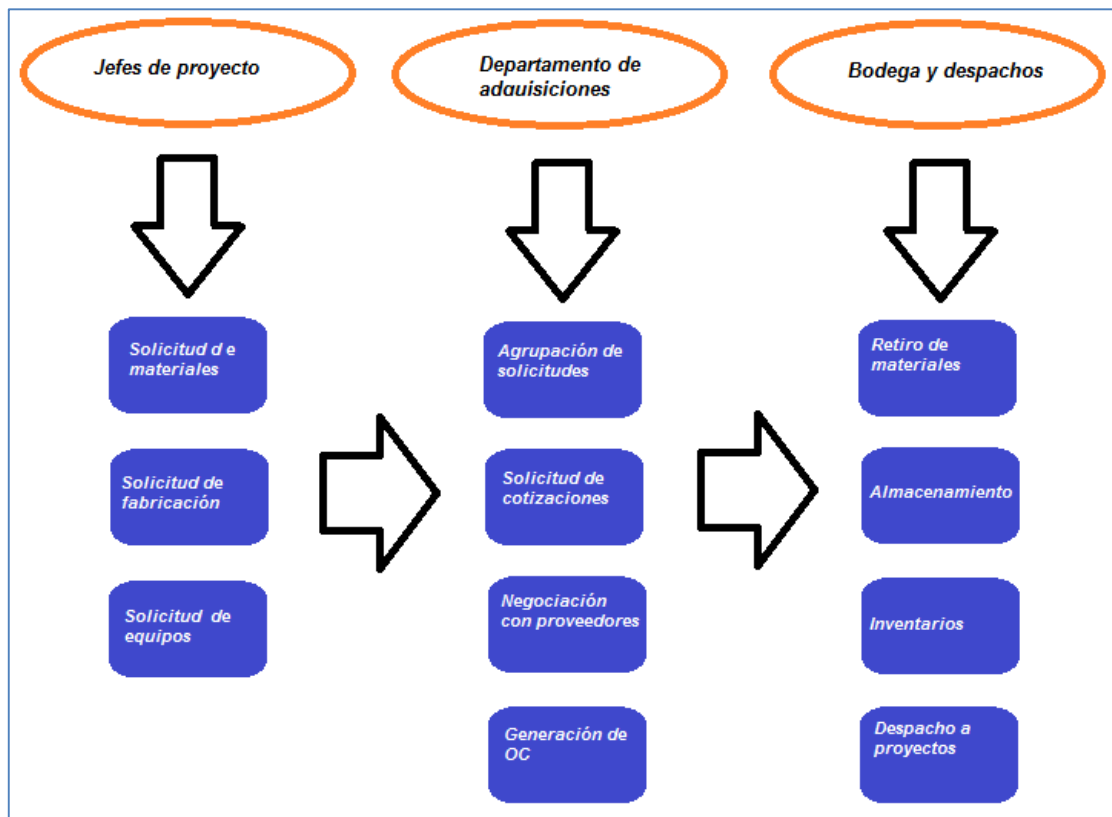 Jefes de proyecto
Departamento de
adquisiciones
Bodega y despachos
Solicitud d e
materiales
Solicitud de
fabricación
Solicitud  de
equipos
Agrupación de
solicitudes
Solicitud de
cotizaciones
Negociación
con proveedores
Generación de
OC
Retiro de
materiales
Almacenamiento
Inventarios
Despacho a
proyectos